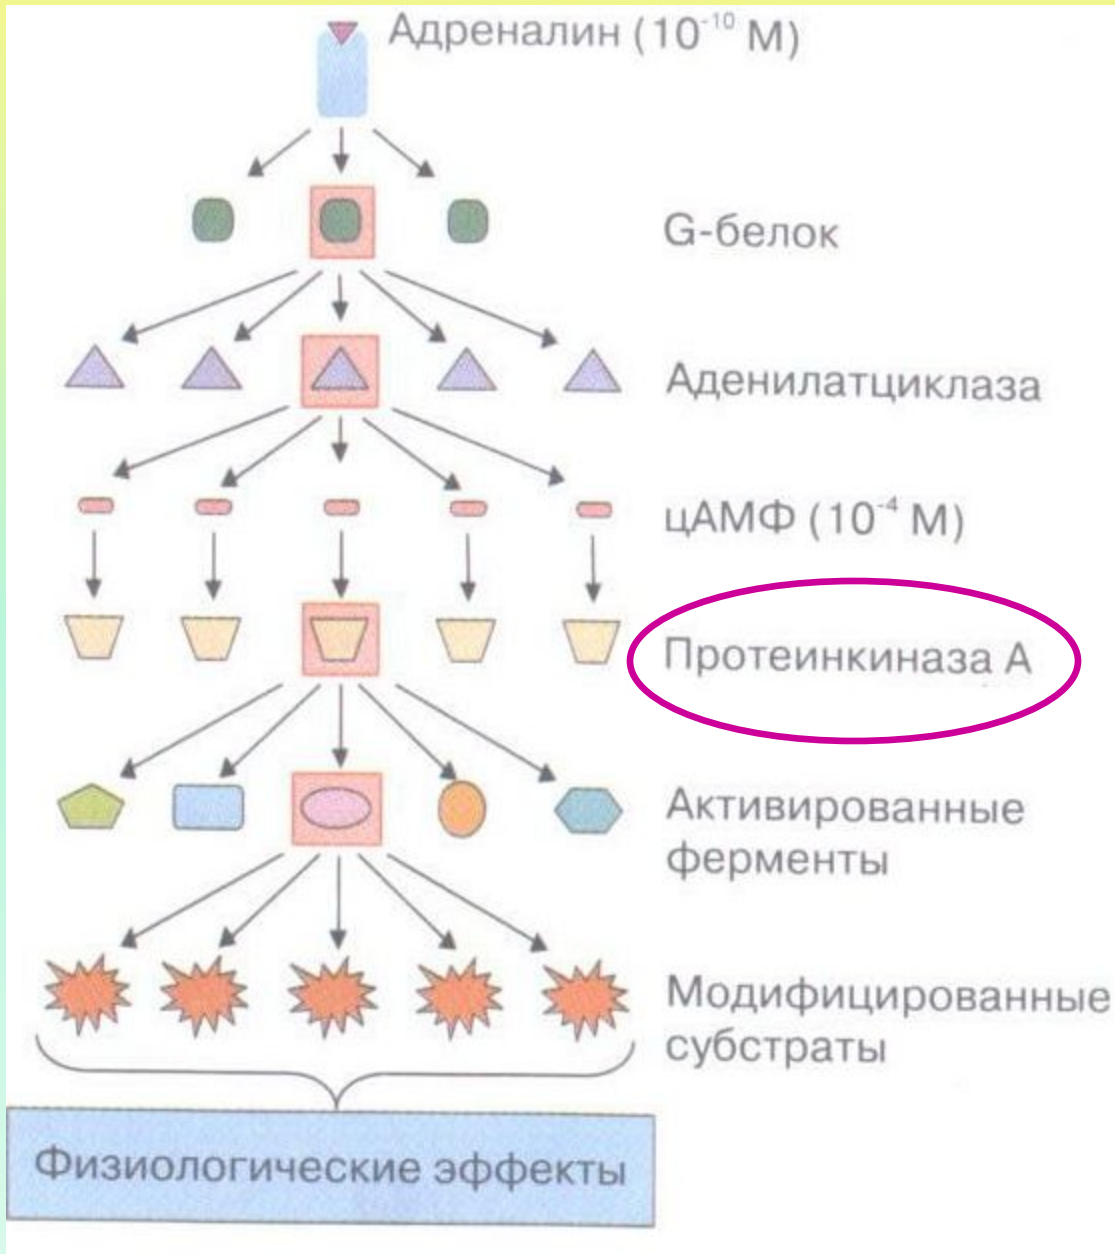 Адреналин (10⁻¹⁰ М)
G-белок
Аденилатциклаза
цАМФ (10⁻⁴ М)
Протеинкиназа А
Активированные
ферменты
Модифицированные
субстраты
Физиологические эффекты